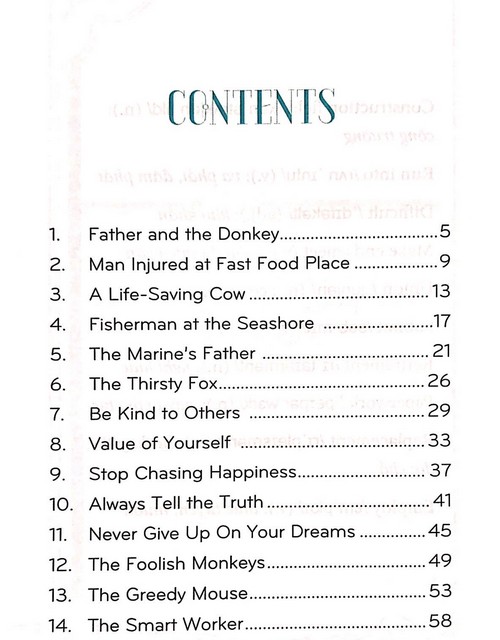 CONTENTS
1. Father and the Donkey..............................5
2. Man Injured at Fast Food Place ...............9
3. A Life-Saving Cow..................................13
4. Fisherman at the Seashore .....................17
5. The Marine's Father ...............................21
6. The Thirsty Fox.......................................26
7. Be Kind to Others ..................................29
8. Value of Yourself ...................................33
9. Stop Chasing Happiness........................37
10. Always Tell the Truth..............................41
11. Never Give Up On Your Dreams ............45
12. The Foolish Monkeys.............................49
13. The Greedy Mouse.................................53
14. The Smart Worker..................................58